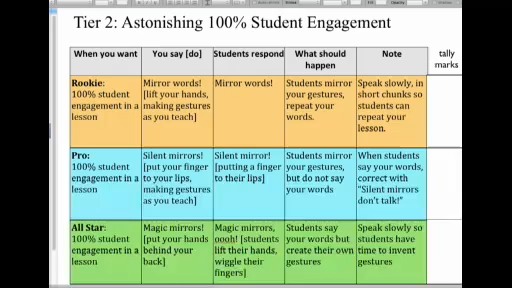 Tier 2: Astonishing 100% Student Engagement
When you want
You say [do]
Students respond
What should
happen
Note
tally
marks
Rookie:
100% student
engagement in a
lesson
Mirror words!
[lift your hands,
making gestures
as you teach]
Mirror words!
Students mirror
your gestures,
repeat your
words.
Speak slowly, in
short chunks so
students can
repeat your
lesson.
Pro:
100% student
engagement in a
lesson
Silent mirrors!
[put your finger
to your lips,
making gestures
as you teach]
Silent mirror!
[putting a finger
to their lips]
Students mirror
your gestures,
but do not say
your words
When students
say your words,
correct with
“Silent mirrors
don’t talk!”
All Star:
100% student
engagement in a
lesson
Magic mirrors!
[put your hands
behind your
back]
Magic mirrors,
oooh! [students
lift their hands,
wiggle their
fingers]
Students say
your words but
create their own
gestures
Speak slowly so
students have
time to invent
gestures